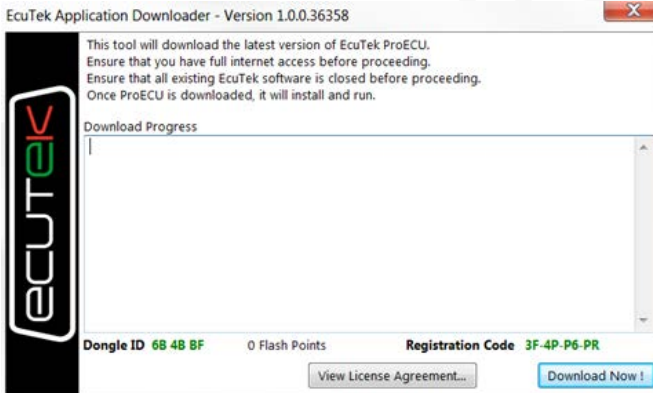 EcuTek Application Downloader - Version 1.0.0.36358
This tool will download the latest version of EcuTek ProECU.
Ensure that you have full internet access before proceeding.
Ensure that all existing EcuTek software is closed before proceeding.
Once ProECU is downloaded, it will install and run.
Download Progress
ecutek
Dongle ID 6B 4B BF 0 Flash Points Registration Code 3F-4P-P6-PR
View License Agreement... Download Now !